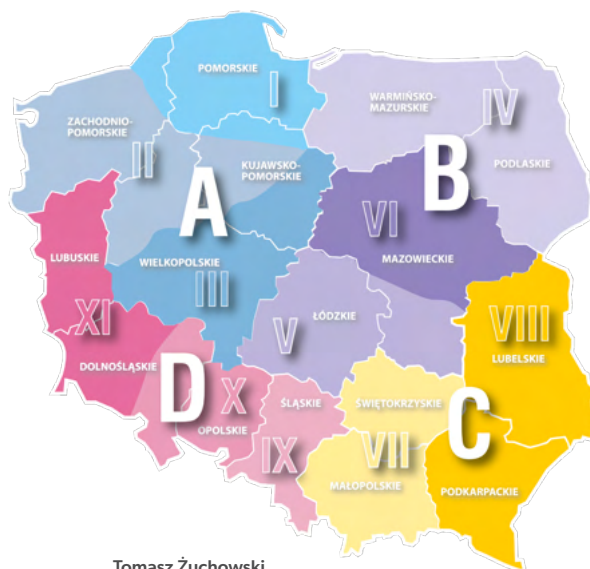 POMORSKIE
I
WARMIŃSKO-
MAZURSKIE
IV
ZACHODNIO-
POMORSKIE
II
KUJAWSKO-
POMORSKIE
PODLASKIE
A
B
VI
LUBUSKIE
WIELKOPOLSKIE
MAZOWIECKIE
III
XI
V
ŁÓDZKIE
VIII
LUBELSKIE
DOLNOŚLĄSKIE
D
X
OPOLSKIE
ŚLĄSKIE
ŚWIĘTOKRZYSKIE
C
IX
VII
MAŁOPOLSKIE
PODKARPACKIE
Tomasz Żuchowski